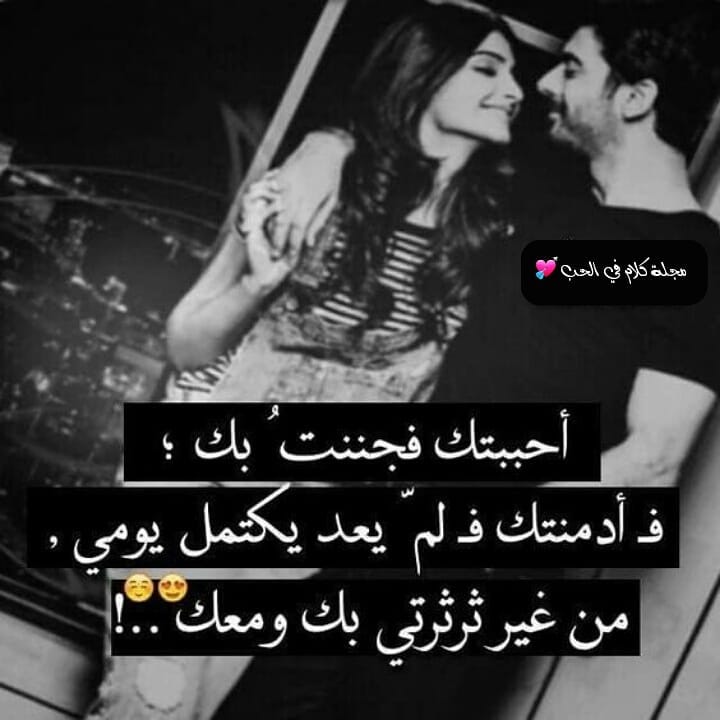 مجلة كلام في الحب 💘
أحببتك فجننت ُ بك ؛
فـ أدمنتك فـ لم ّ يعد يكتمل يومي ,
من غير ثرثرتي بك ومعك ☺️😍..!